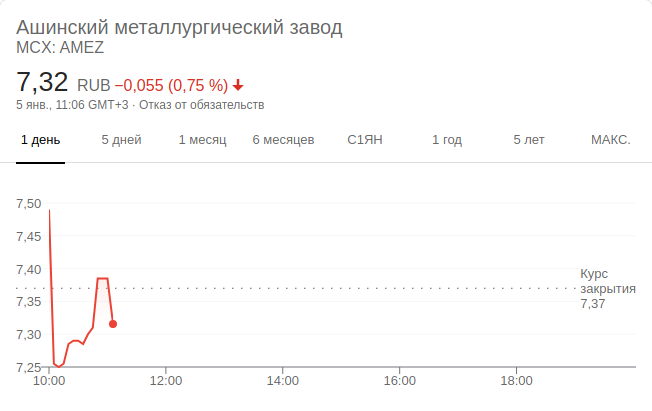 Ашинский металлургический завод
MCX: AMEZ
7,32 RUB −0,055 (0,75 %)
5 янв., 11:06 GMT+3 · Отказ от обязательств
1 день 5 дней 1 месяц 6 месяцев С1ЯН 1 год 5 лет МАКС.
7,50
7,45
7,40
7,35
7,30
7,25
Курс
закрытия
7,37
10:00 12:00 14:00 16:00 18:00